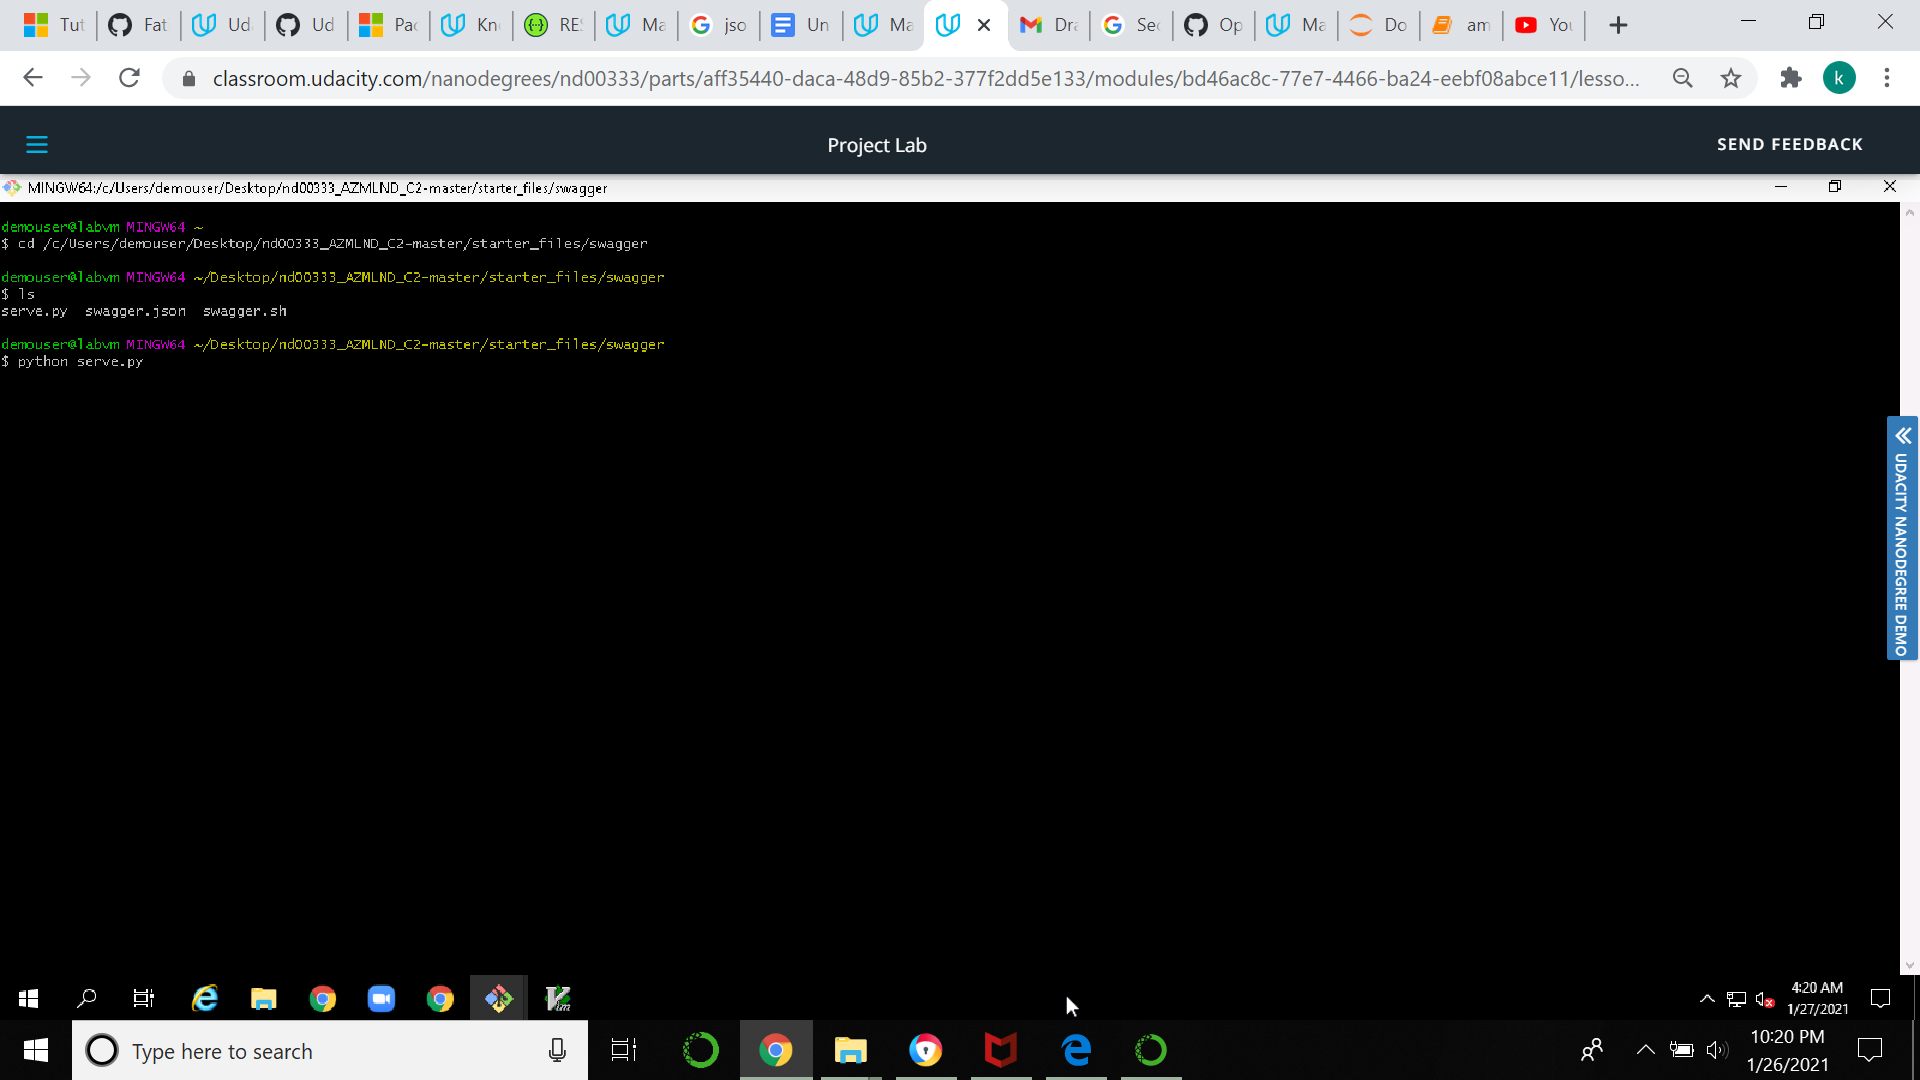 Tut Fat Ud Ud Pac Kn RE Ma jso Un Ma Dra Sec Op Ma Do am You
classroom.udacity.com/nanodegrees/nd00333/parts/aff35440-daca-48d9-85b2-377f2dd5e133/modules/bd46ac8c-77e7-4466-ba24-eebf08abce11/lesso...
k
Project Lab
SEND FEEDBACK
MINGW64:/c/Users/demouser/Desktop/nd00333_AZMLND_C2-master/starter_files/swagger
demouser@labvm MINGW64 ~
$ cd /c/Users/demouser/Desktop/nd00333_AZMLND_C2-master/starter_files/swagger
demouser@labvm MINGW64 ~/Desktop/nd00333_AZMLND_C2-master/starter_files/swagger
$ ls
serve.py swagger.json swagger.sh
demouser@labvm MINGW64 ~/Desktop/nd00333_AZMLND_C2-master/starter_files/swagger
$ python serve.py
UDACITY NANODEGREE DEMO
4:20 AM
1/27/2021
Type here to search
10:20 PM
1/26/2021